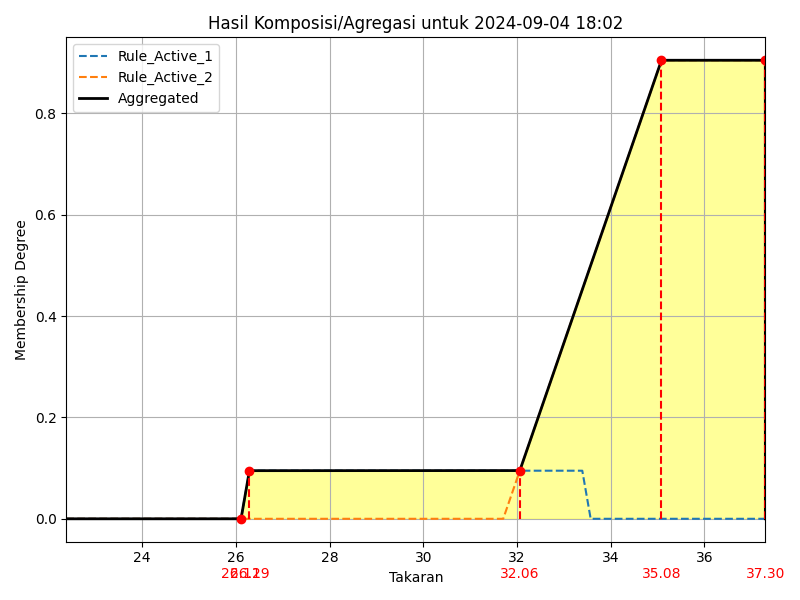 Hasil Komposisi/Agregasi untuk 2024-09-04 18:02
Rule_Active_1
Rule_Active_2
Aggregated
Membership Degree
0.8
0.6
0.4
0.2
0.0
24 26 28 30 32 34 36
26.29 32.06 35.08 37.30
Takaran